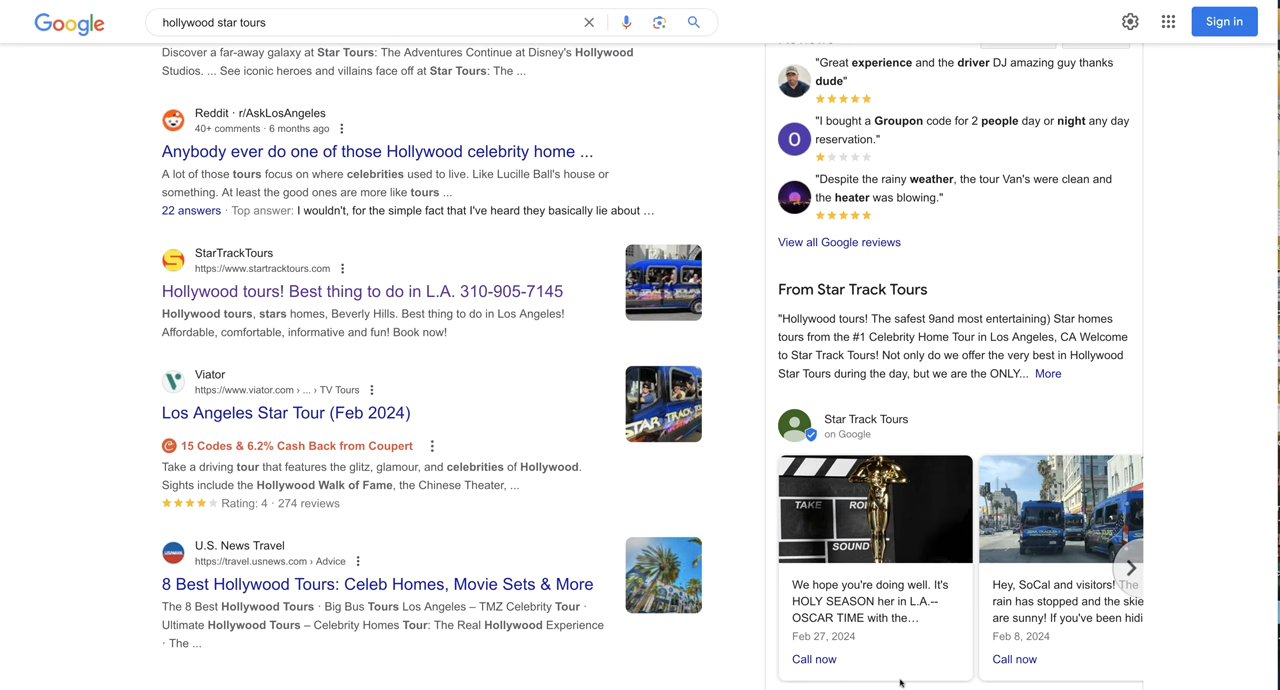 Google
hollywood star tours
Sign in
Discover a far-away galaxy at Star Tours: The Adventures Continue at Disney's Hollywood
Studios. ... See iconic heroes and villains face off at Star Tours: The ...
Reddit · r/AskLosAngeles
40+ comments · 6 months ago
Anybody ever do one of those Hollywood celebrity home ...
A lot of those tours focus on where celebrities used to live. Like Lucille Ball's house or
something. At least the good ones are more like tours ...
22 answers · Top answer: I wouldn't, for the simple fact that I've heard they basically lie about ...
StarTrackTours
https://www.startracktours.com
Hollywood tours! Best thing to do in L.A. 310-905-7145
Hollywood tours, stars homes, Beverly Hills. Best thing to do in Los Angeles!
Affordable, comfortable, informative and fun! Book now!
Viator
https://www.viator.com › ... › TV Tours
Los Angeles Star Tour (Feb 2024)
15 Codes & 6.2% Cash Back from Coupert
Take a driving tour that features the glitz, glamour, and celebrities of Hollywood.
Sights include the Hollywood Walk of Fame, the Chinese Theater, ...
Rating: 4 · 274 reviews
STAR TRACK
U.S. News Travel
https://travel.usnews.com › Advice
8 Best Hollywood Tours: Celeb Homes, Movie Sets & More
The 8 Best Hollywood Tours · Big Bus Tours Los Angeles – TMZ Celebrity Tour ·
Ultimate Hollywood Tours – Celebrity Homes Tour: The Real Hollywood Experience
· The ...
"Great experience and the driver DJ amazing guy thanks
dude"
O
"I bought a Groupon code for 2 people day or night any day
reservation."
"Despite the rainy weather, the tour Van's were clean and
the heater was blowing."
View all Google reviews
From Star Track Tours
"Hollywood tours! The safest 9and most entertaining) Star homes
tours from the #1 Celebrity Home Tour in Los Angeles, CA Welcome
to Star Track Tours! Not only do we offer the very best in Hollywood
Star Tours during the day, but we are the ONLY... More
Star Track Tours
on Google
TAKE
ROL
SOUND
We hope you're doing well. It's
HOLY SEASON her in L.A.--
OSCAR TIME with the...
Feb 27, 2024
Call now
Hey, SoCal and visitors! The
rain has stopped and the skie
are sunny! If you've been hidi
Feb 8, 2024
Call now